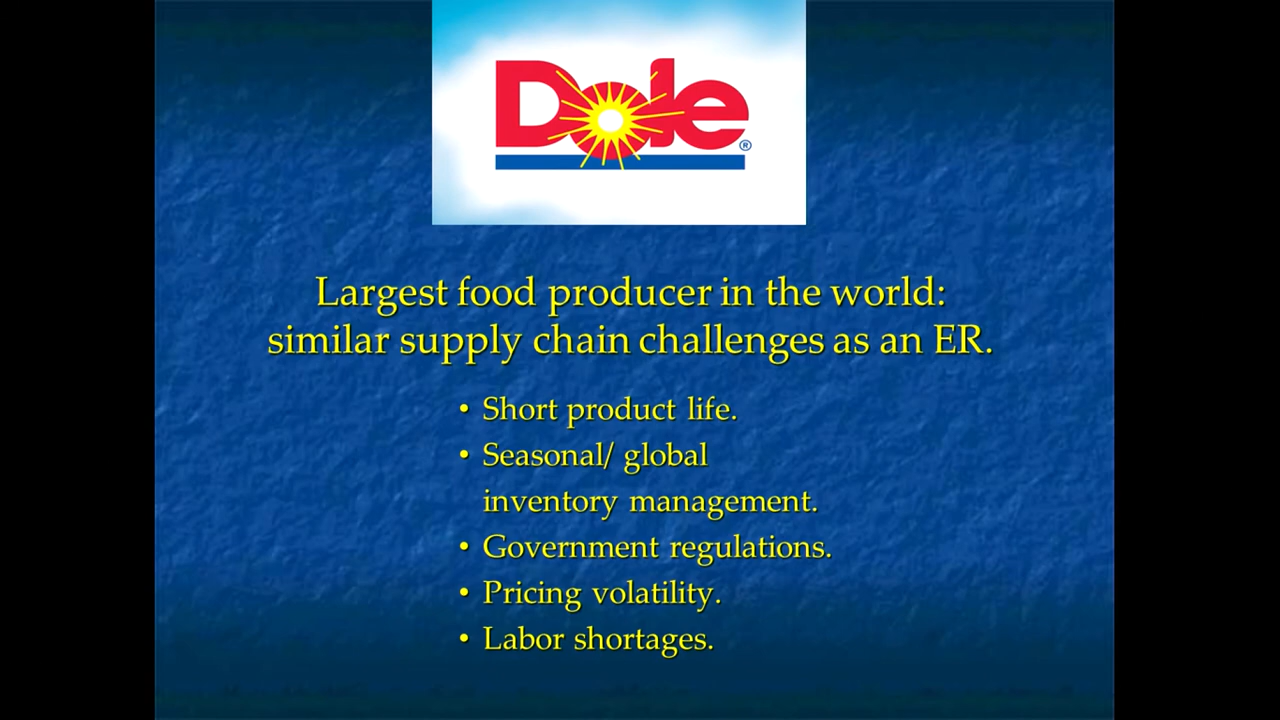 Dole®
Largest food producer in the world:
similar supply chain challenges as an ER.
• Short product life.
• Seasonal/ global
inventory management.
• Government regulations.
• Pricing volatility.
• Labor shortages.